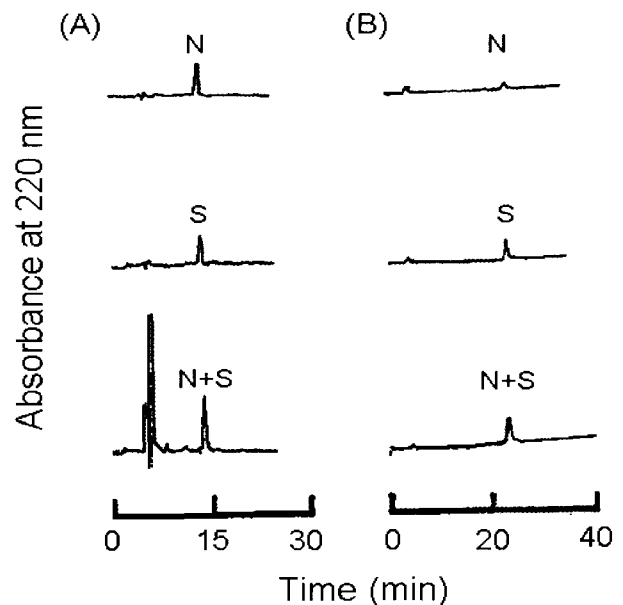 (A) (B)
N N
S S
N+S N+S
Absorbance at 220 nm
0 15 30 0 20 40
Time (min)